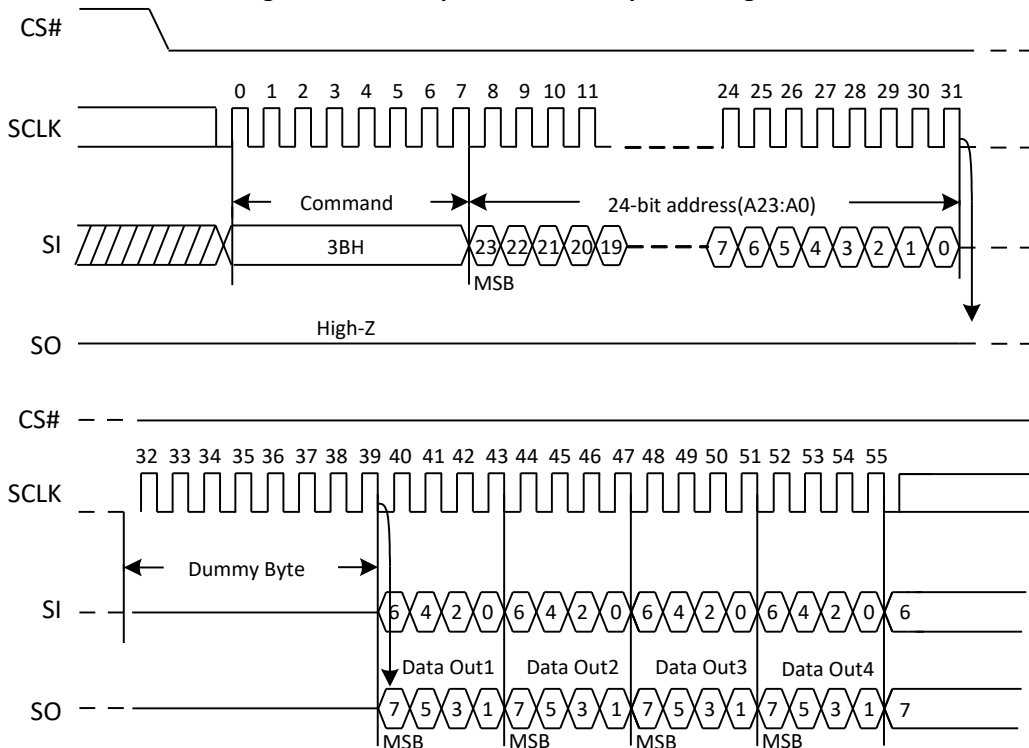 CS#
0 1 2 3 4 5 6 7 8 9 10 11 24 25 26 27 28 29 30 31
SCLK
Command 24-bit address(A23:A0)
SI 3BH 23 22 21 20 19 7 6 5 4 3 2 1 0
MSB
High-Z
SO
CS#
32 33 34 35 36 37 38 39 40 41 42 43 44 45 46 47 48 49 50 51 52 53 54 55
SCLK
Dummy Byte
SI 6 4 2 0 6 4 2 0 6 4 2 0 6 4 2 0 6
Data Out1 Data Out2 Data Out3 Data Out4
SO 7 5 3 1 7 5 3 1 7 5 3 1 7 5 3 1 7
MSB MSB MSB MSB